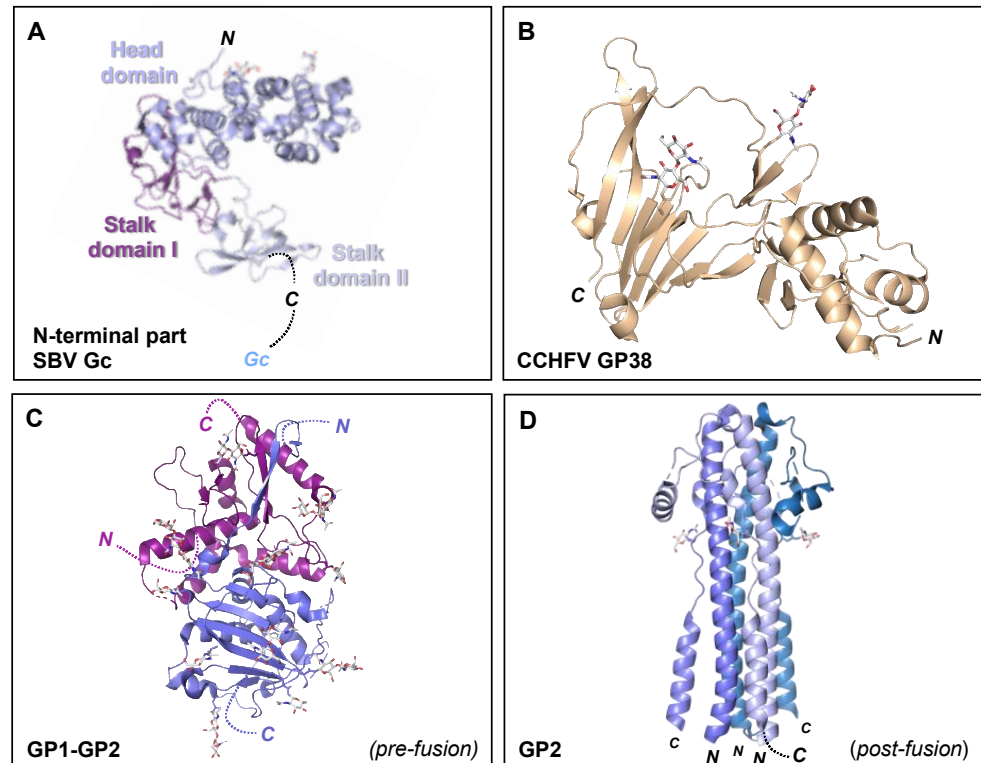 A
N
Head
domain
Stalk
domain I
Stalk
domain II
C
N-terminal part
SBV Gc
Gc
B
C
N
CCHFV GP38
C
C
N
N
C
GP1-GP2
(pre-fusion)
D
C
N
N
N
C
C
GP2
(post-fusion)